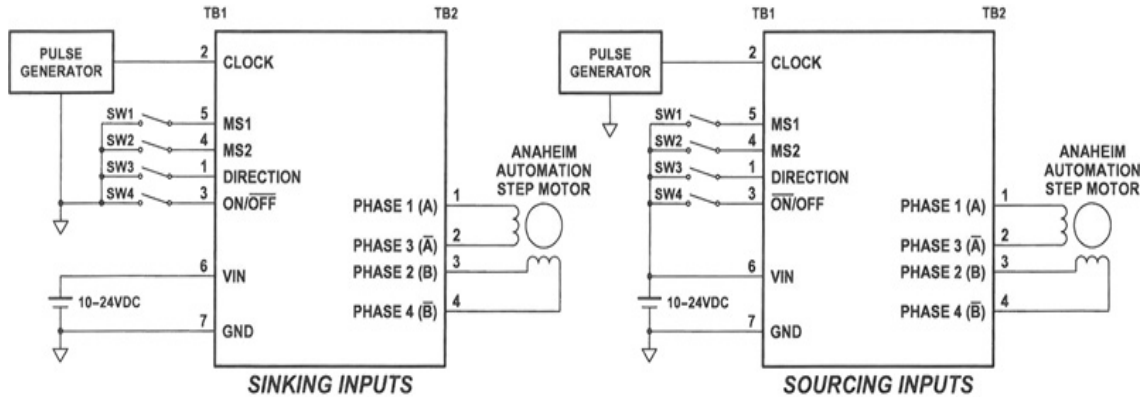 TB1
TB2
PULSE
GENERATOR
2
CLOCK
SW1
5
MS1
SW2
4
MS2
SW3
1
DIRECTION
SW4
3
ON/O̅F̅F̅
6
VIN
10–24VDC
7
GND
ANAHEIM
AUTOMATION
STEP MOTOR
PHASE 1 (A)
1
PHASE 3 (A̅)
2
PHASE 2 (B)
3
PHASE 4 (B̅)
4
SINKING INPUTS
TB1
TB2
PULSE
GENERATOR
2
CLOCK
SW1
5
MS1
SW2
4
MS2
SW3
1
DIRECTION
SW4
3
O̅N̅/OFF
6
VIN
10–24VDC
7
GND
ANAHEIM
AUTOMATION
STEP MOTOR
PHASE 1 (A)
1
PHASE 3 (A̅)
2
PHASE 2 (B)
3
PHASE 4 (B̅)
4
SOURCING INPUTS